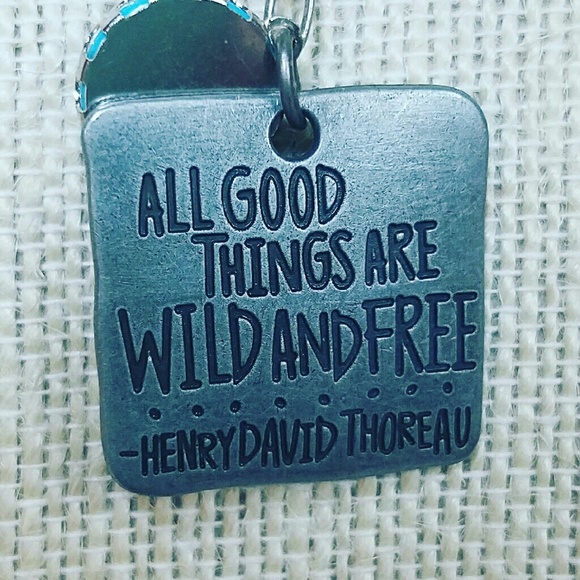 ALL GOOD
THINGS ARE
WILD AND FREE
-HENRY DAVID THOREAU